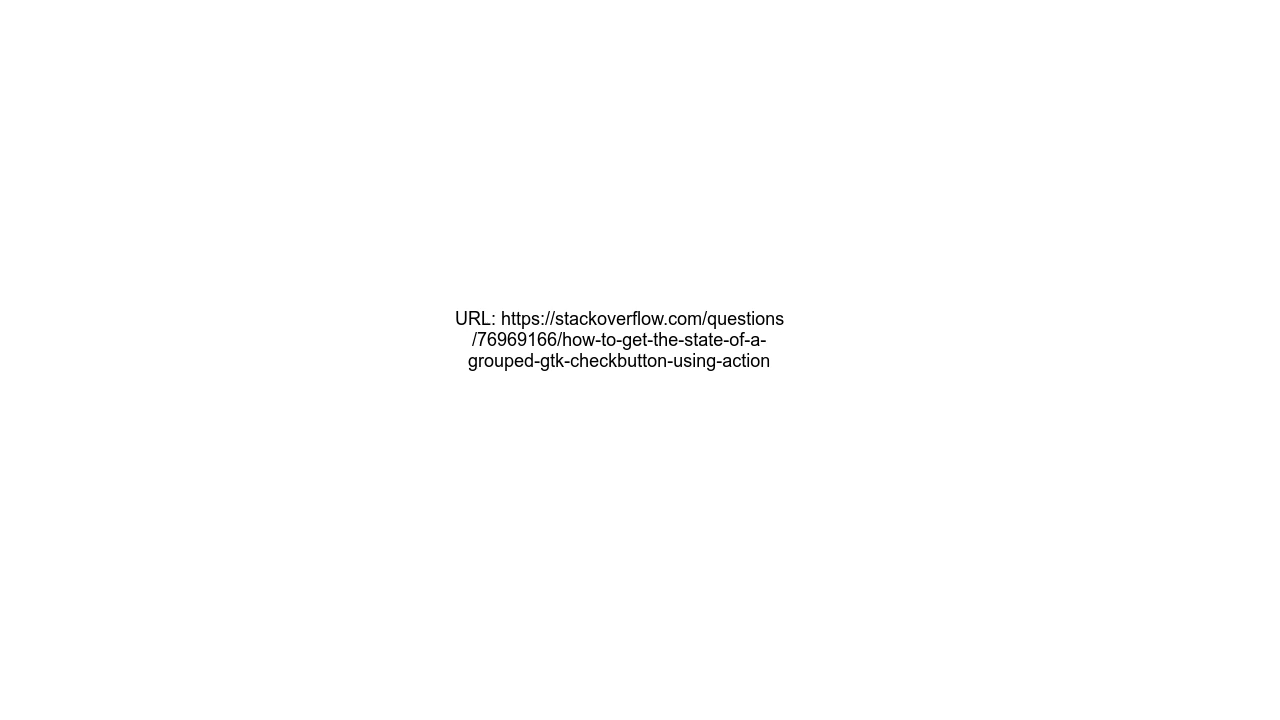 URL: https://stackoverflow.com/questions
/76969166/how-to-get-the-state-of-a-
grouped-gtk-checkbutton-using-action